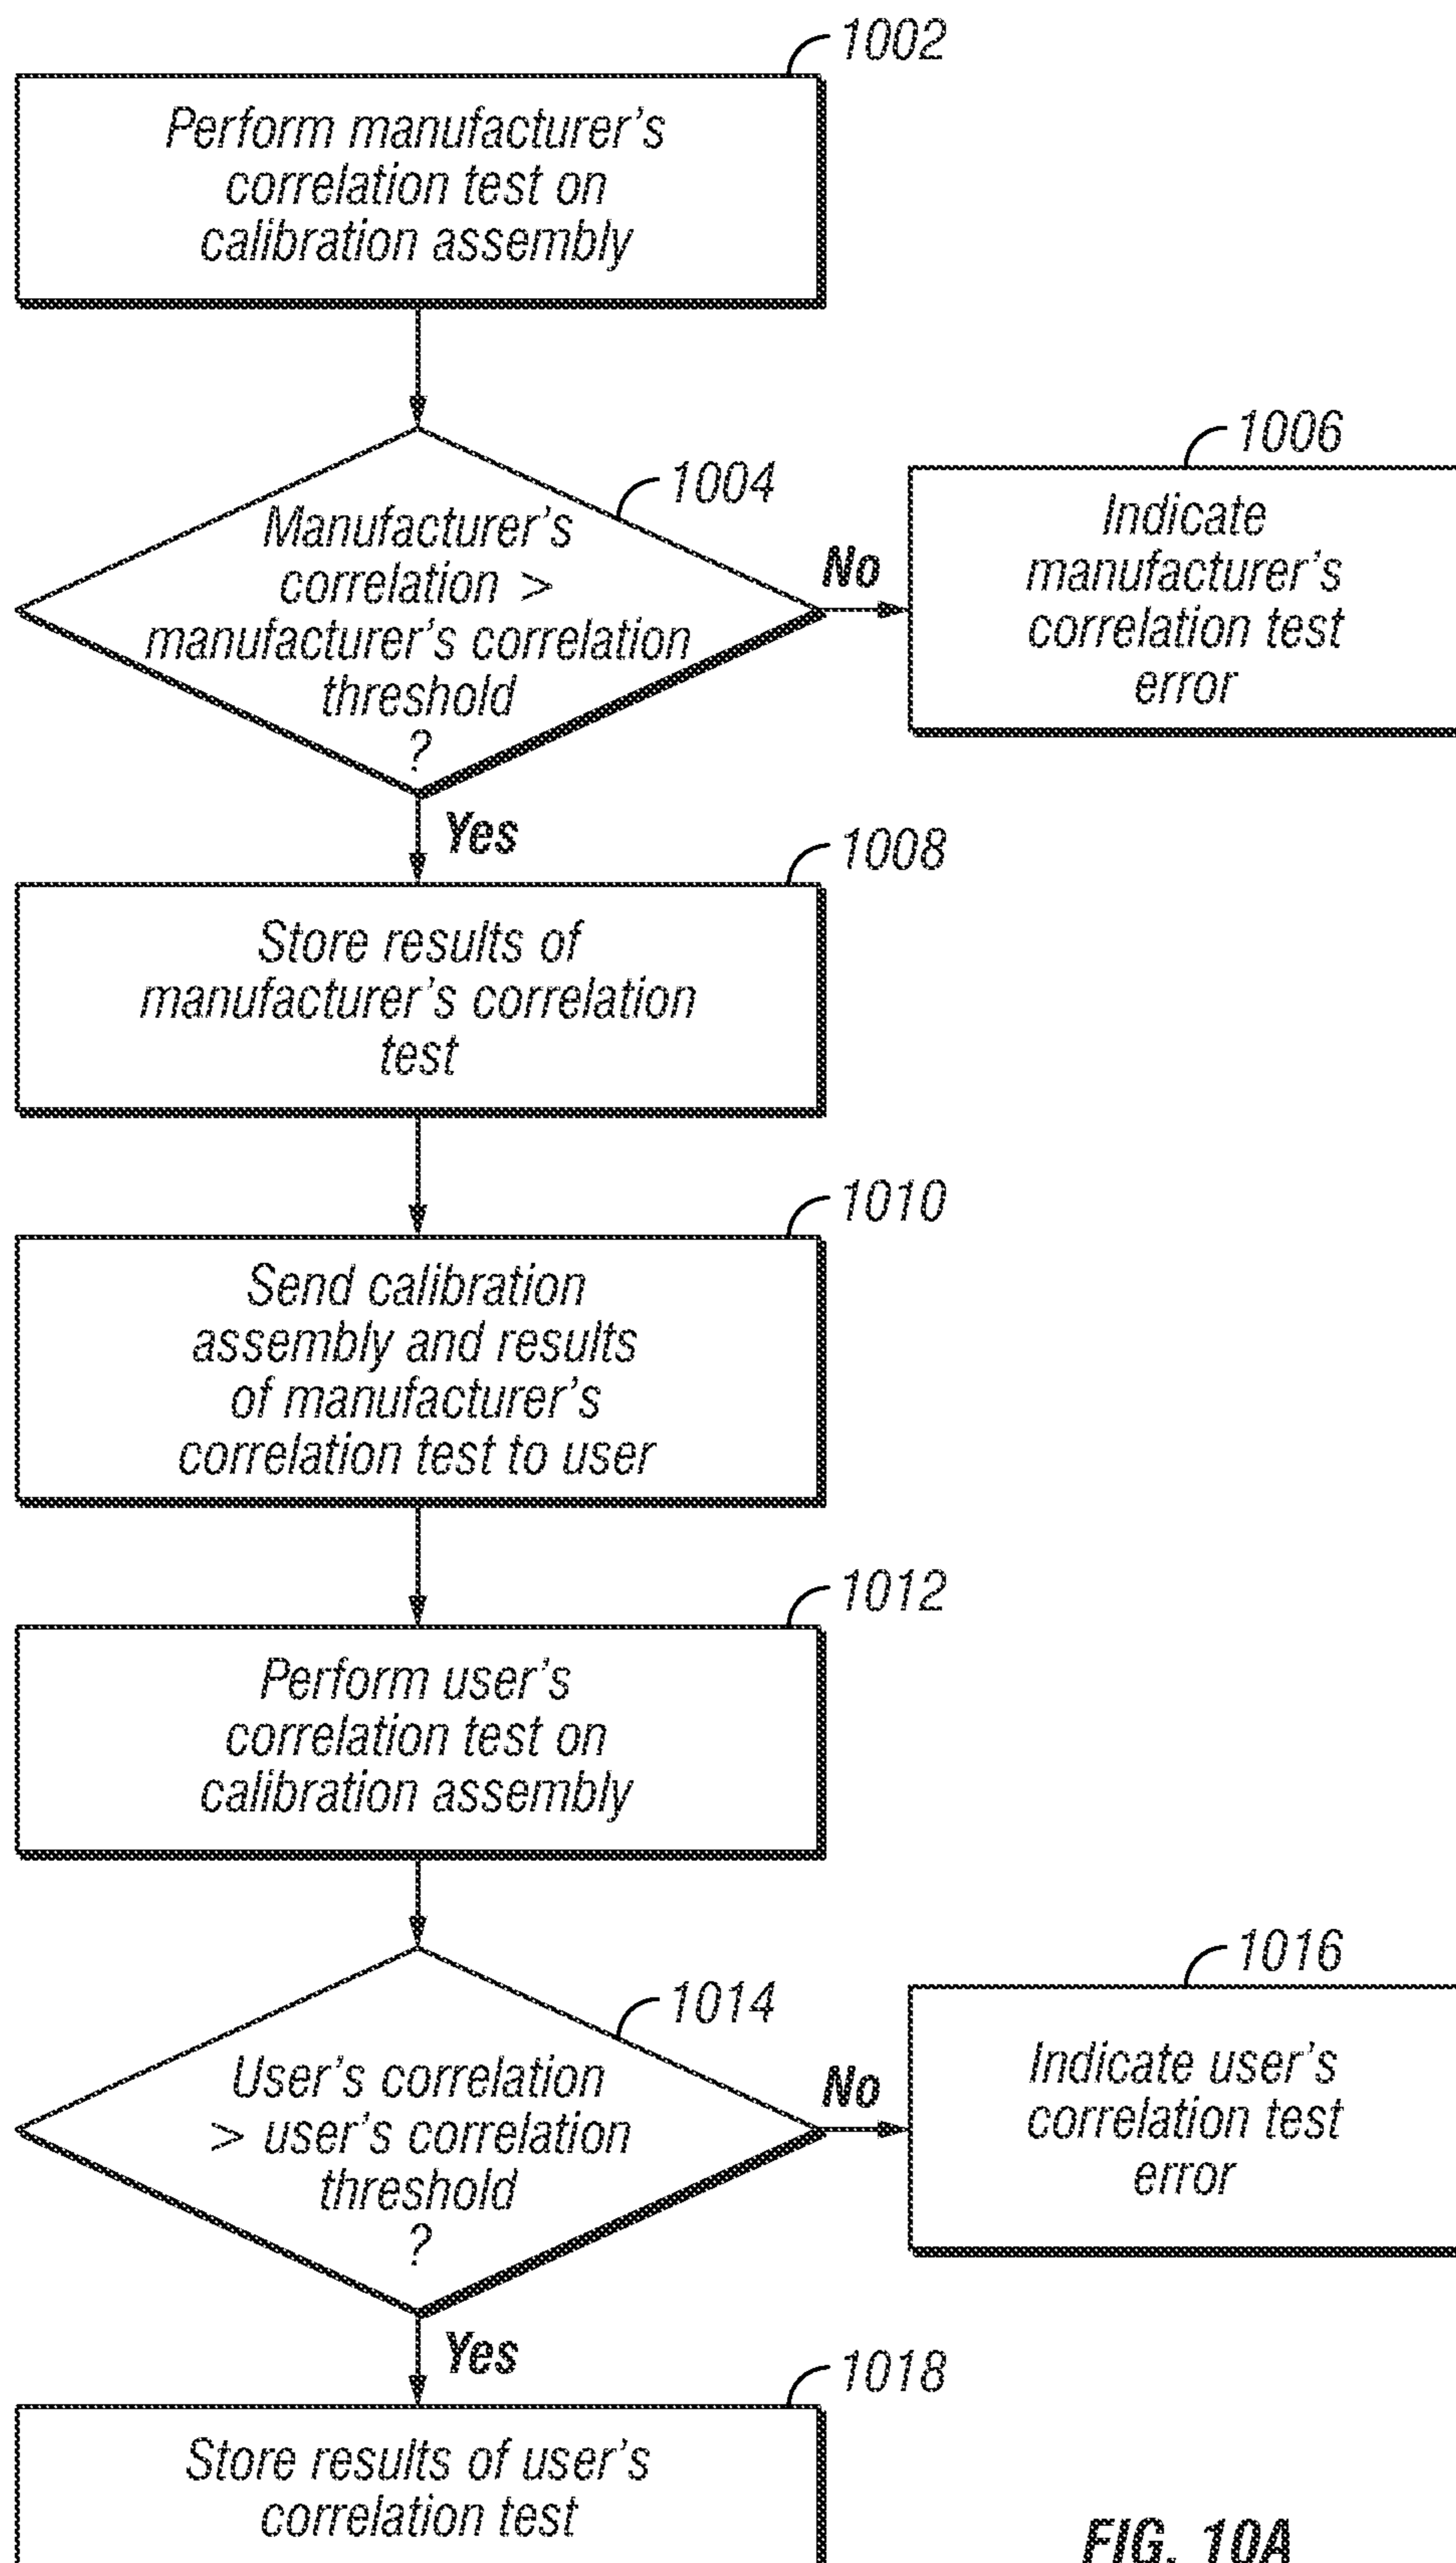 1002
Perform manufacturer's
correlation test on
calibration assembly
1004
Manufacturer's
correlation >
manufacturer's correlation
threshold
?
No
1006
Indicate
manufacturer's
correlation test
error
Yes
1008
Store results of
manufacturer's correlation
test
1010
Send calibration
assembly and results
of manufacturer's
correlation test to user
1012
Perform user's
correlation test on
calibration assembly
1014
User's correlation
> user's correlation
threshold
?
No
1016
Indicate user's
correlation test
error
Yes
1018
Store results of user's
correlation test
FIG. 10A